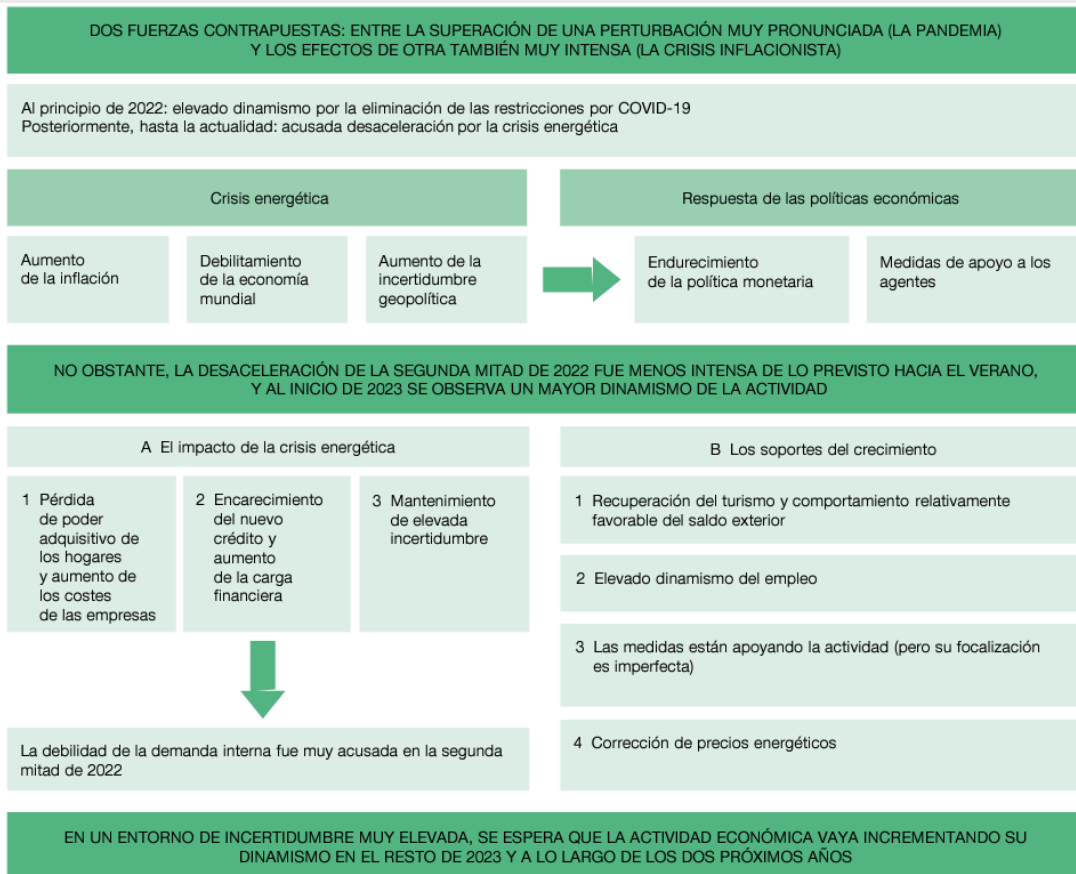 DOS FUERZAS CONTRAPUESTAS: ENTRE LA SUPERACIÓN DE UNA PERTURBACIÓN MUY PRONUNCIADA (LA PANDEMIA)
Y LOS EFECTOS DE OTRA TAMBIÉN MUY INTENSA (LA CRISIS INFLACIONISTA)
Al principio de 2022: elevado dinamismo por la eliminación de las restricciones por COVID-19
Posteriormente, hasta la actualidad: acusada desaceleración por la crisis energética
Crisis energética
Aumento
de la inflación
Debilitamiento
de la economía
mundial
Aumento de la
incertidumbre
geopolítica
Respuesta de las políticas económicas
Endurecimiento
de la política monetaria
Medidas de apoyo a los
agentes
NO OBSTANTE, LA DESACELERACIÓN DE LA SEGUNDA MITAD DE 2022 FUE MENOS INTENSA DE LO PREVISTO HACIA EL VERANO,
Y AL INICIO DE 2023 SE OBSERVA UN MAYOR DINAMISMO DE LA ACTIVIDAD
A El impacto de la crisis energética
1 Pérdida
de poder
adquisitivo de
los hogares
y aumento de
los costes
de las empresas
2 Encarecimiento
del nuevo
crédito y
aumento
de la carga
financiera
3 Mantenimiento
de elevada
incertidumbre
La debilidad de la demanda interna fue muy acusada en la segunda
mitad de 2022
B Los soportes del crecimiento
1 Recuperación del turismo y comportamiento relativamente
favorable del saldo exterior
2 Elevado dinamismo del empleo
3 Las medidas están apoyando la actividad (pero su focalización
es imperfecta)
4 Corrección de precios energéticos
EN UN ENTORNO DE INCERTIDUMBRE MUY ELEVADA, SE ESPERA QUE LA ACTIVIDAD ECONÓMICA VAYA INCREMENTANDO SU
DINAMISMO EN EL RESTO DE 2023 Y A LO LARGO DE LOS DOS PRÓXIMOS AÑOS